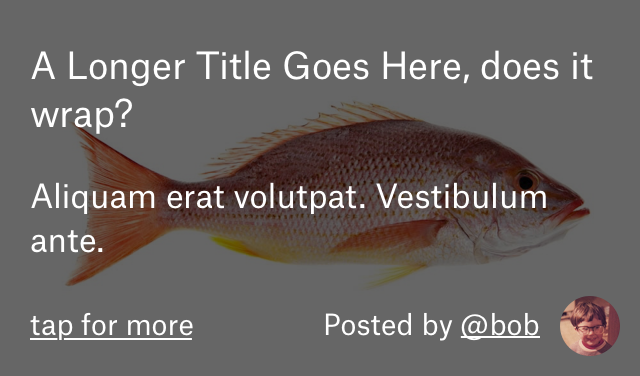 A Longer Title Goes Here, does it
wrap?
Aliquam erat volutpat. Vestibulum
ante.
tap for more
Posted by @bob